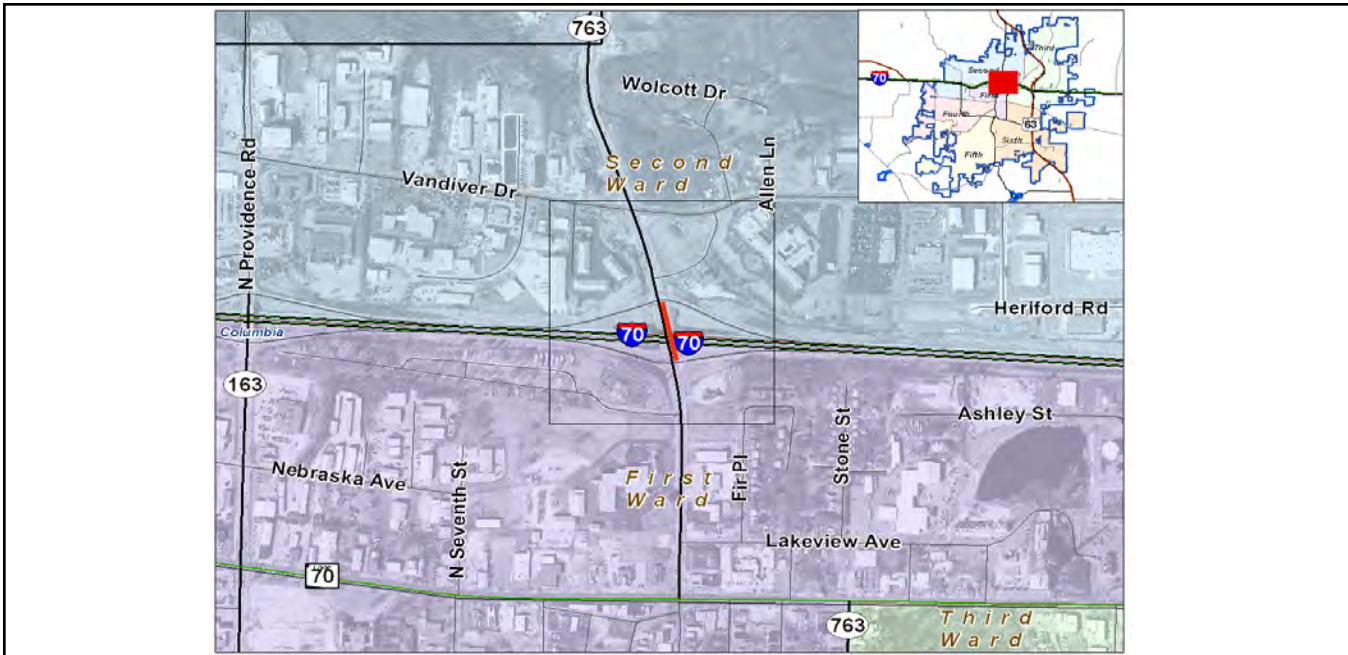 763
Wolcott Dr
N Providence Rd
Second
Ward
Allen Ln
Vandiver Dr
Heriford Rd
Columbia
70
70
163
Ashley St
Stone St
Nebraska Ave
First
Ward
Fir Pl
N Seventh St
Lakeview Ave
70
763
Third
Ward
Third
Second
70
First
Fourth
63
Sixth
Fifth